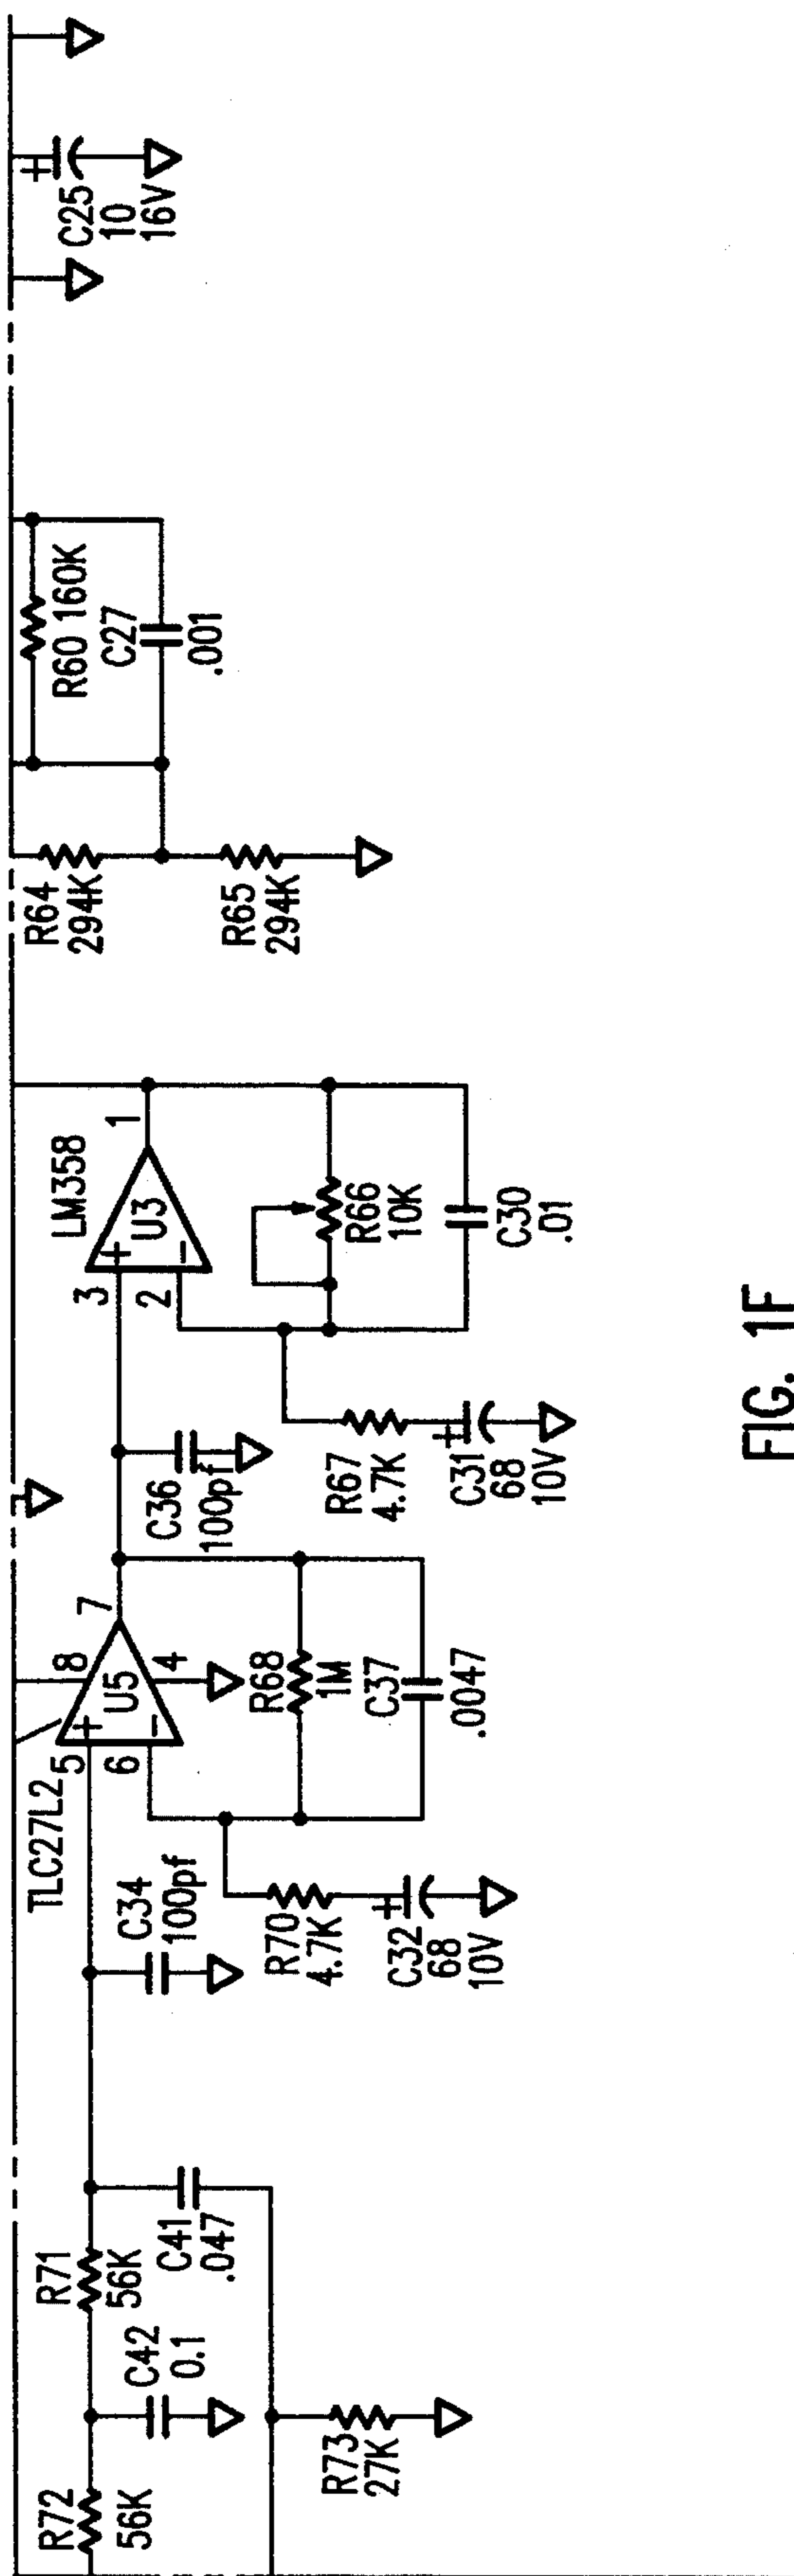 R72
56K
C42
0.1
R71
56K
C41
.047
R73
27K
C34
100pf
TLC27L2
5
6
+
−
U5
8
4
7
R70
4.7K
+
C32
68
10V
R68
1M
C37
.0047
C36
100pf
LM358
3
2
+
−
U3
1
R67
4.7K
+
C31
68
10V
R66
10K
C30
.01
R64
294K
R65
294K
R60 160K
C27
.001
+
C25
10
16V
FIG. 1F